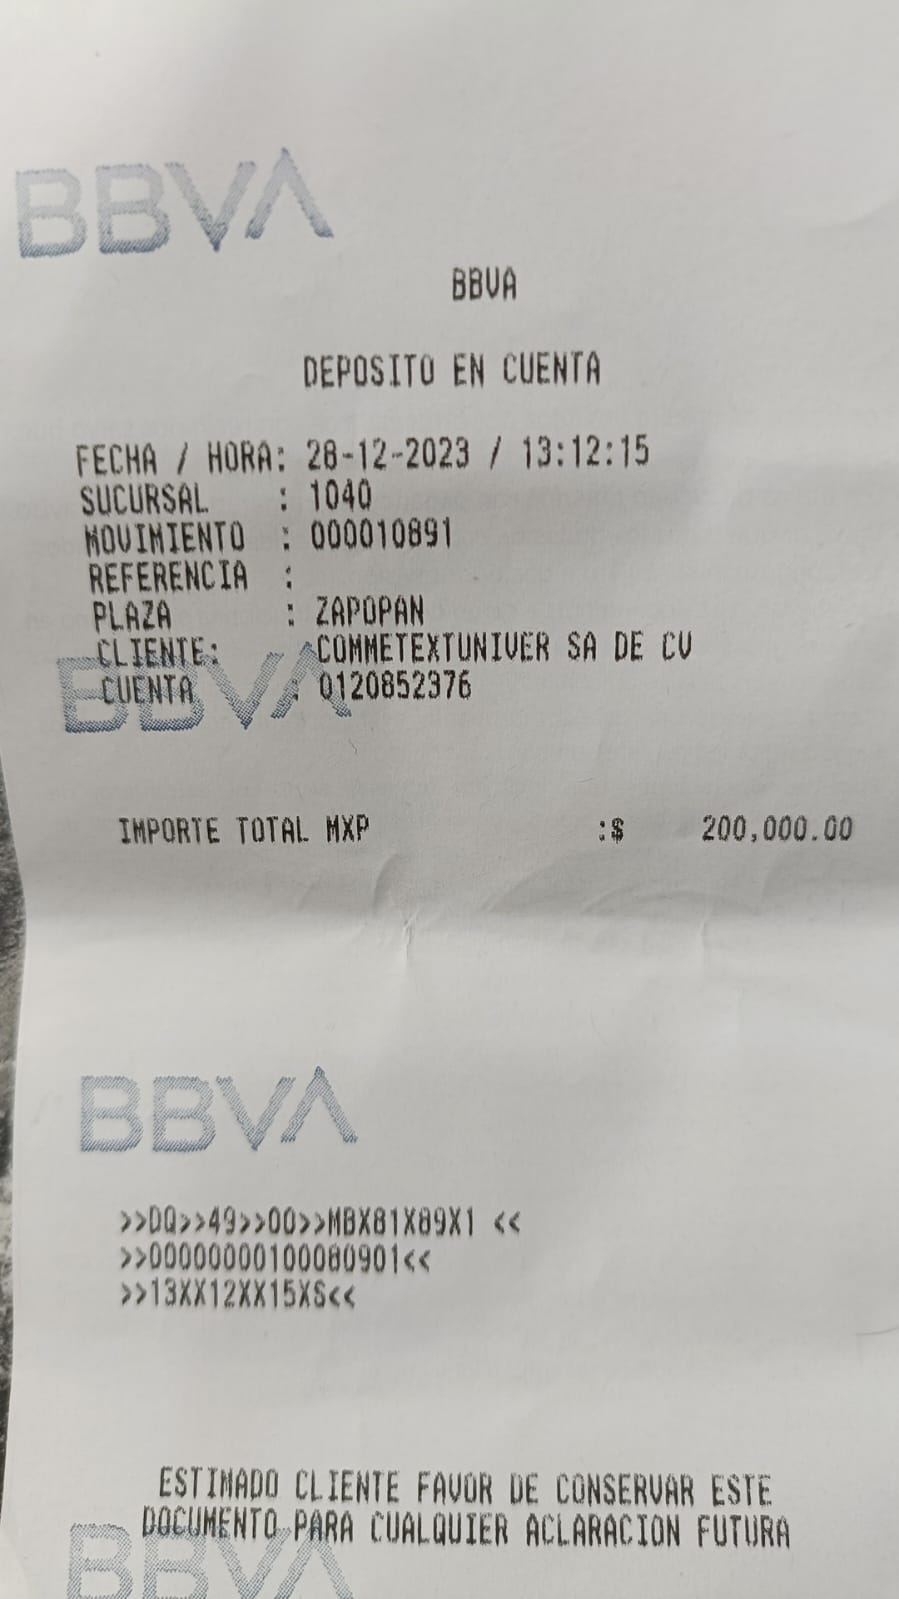 BBVA
BBVA
DEPOSITO EN CUENTA
FECHA / HORA: 28-12-2023 / 13:12:15
SUCURSAL : 1040
MOVIMIENTO : 000010891
REFERENCIA :
PLAZA : ZAPOPAN
CLIENTE: COMMETEXTUNIVER SA DE CV
BBVA
CUENTA : 0120852376
IMPORTE TOTAL MXP :$ 200,000.00
BBVA
>>DQ>>49>>00>>MBX81X89X1 <<
>>00000000100080901<<
>>13XX12XX15XS<<
ESTIMADO CLIENTE FAVOR DE CONSERVAR ESTE
DOCUMENTO PARA CUALQUIER ACLARACION FUTURA
BBVA